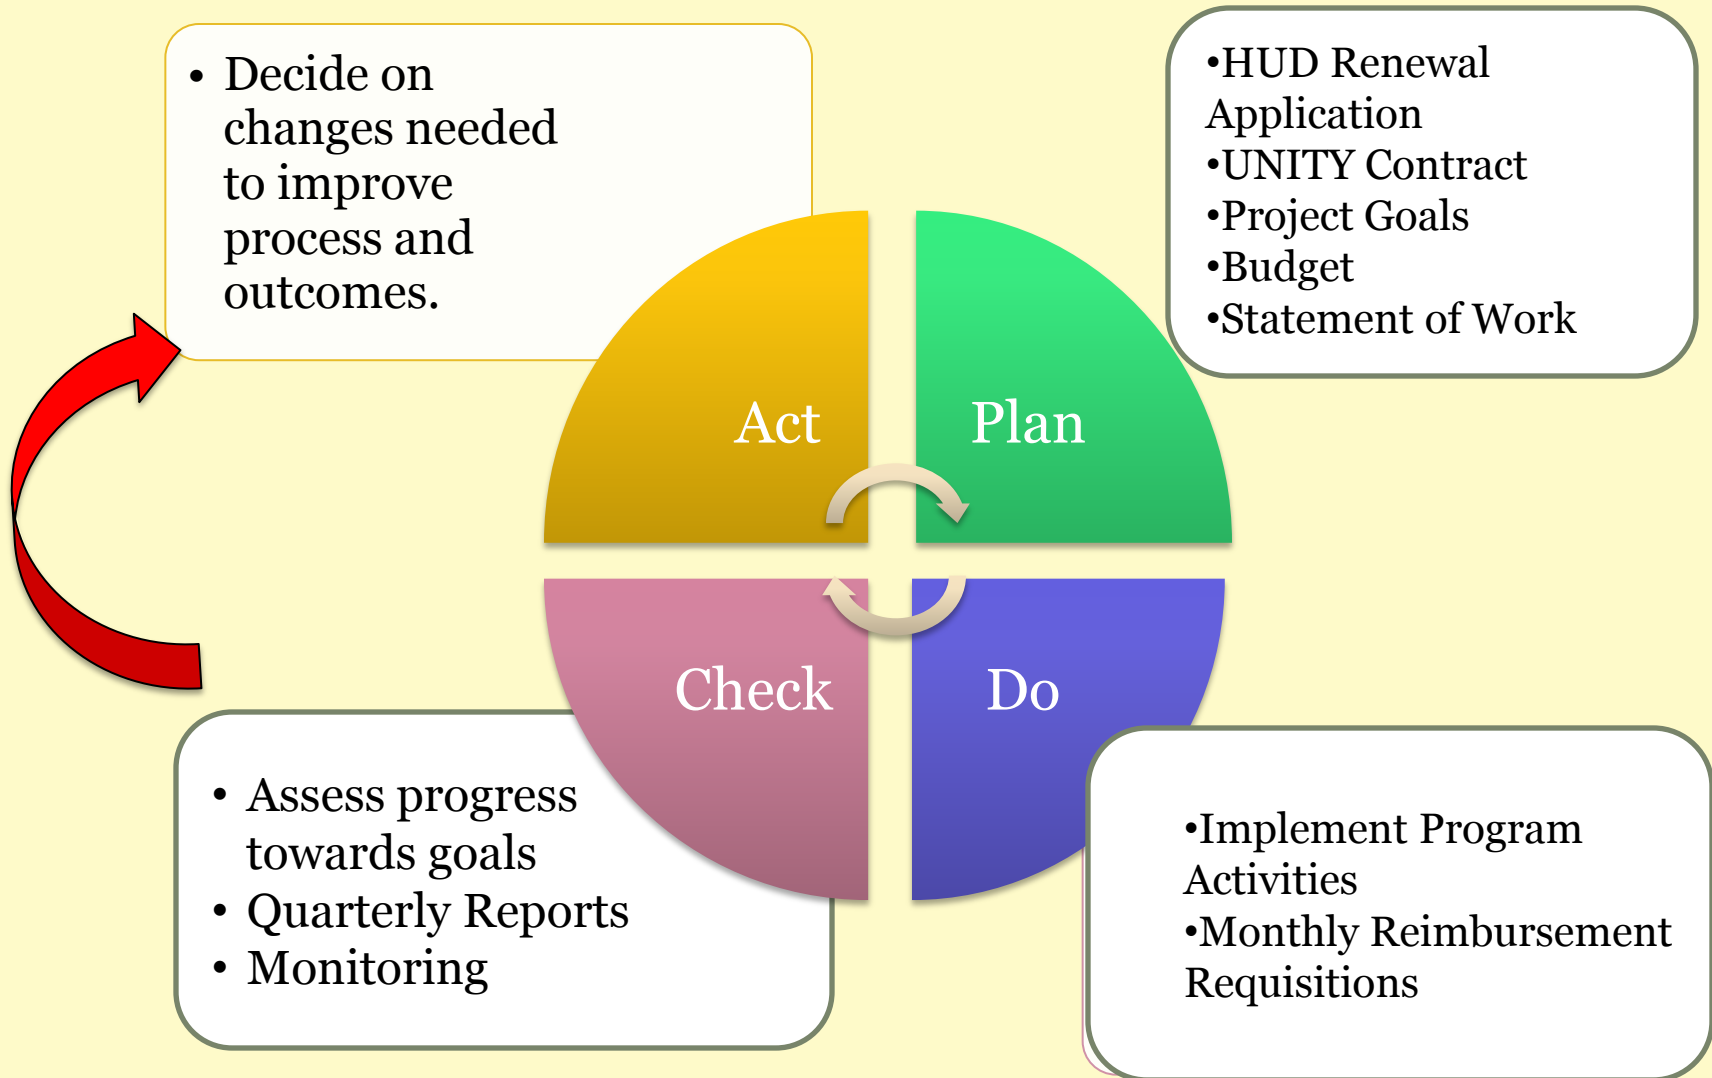 • Decide on
changes needed
to improve
process and
outcomes.
•HUD Renewal
Application
•UNITY Contract
•Project Goals
•Budget
•Statement of Work
Act
Plan
Check
Do
• Assess progress
towards goals
• Quarterly Reports
• Monitoring
•Implement Program
Activities
•Monthly Reimbursement
Requisitions